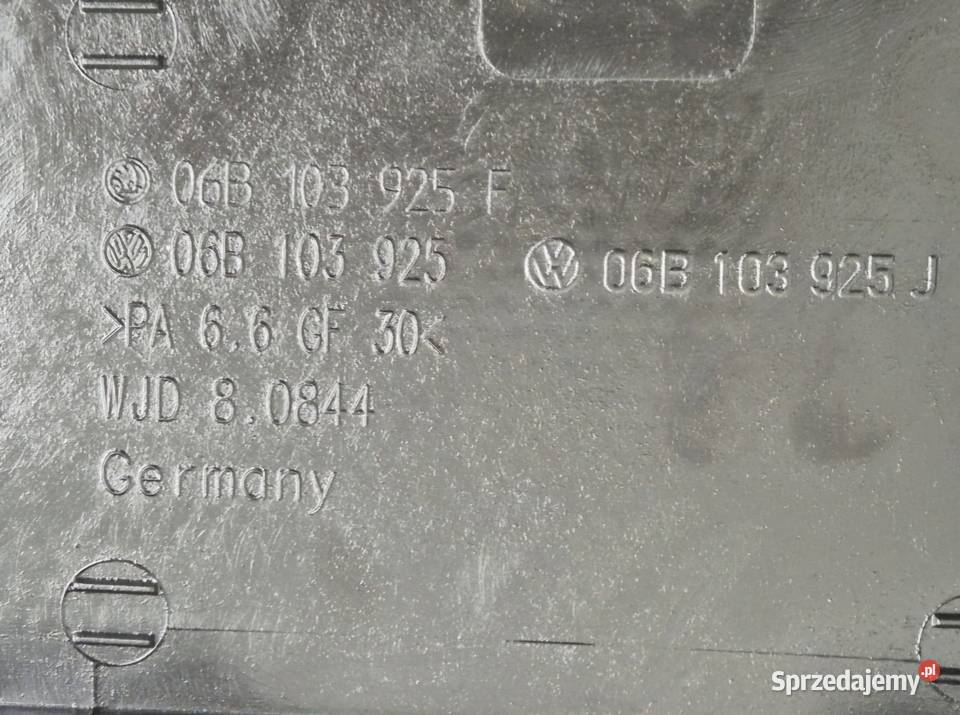 06B 103 925 F
06B 103 925
06B 103 925 J
>PA 6.6 GF 30<
WJD 8.0844
Germany
Sprzedajemy.pl